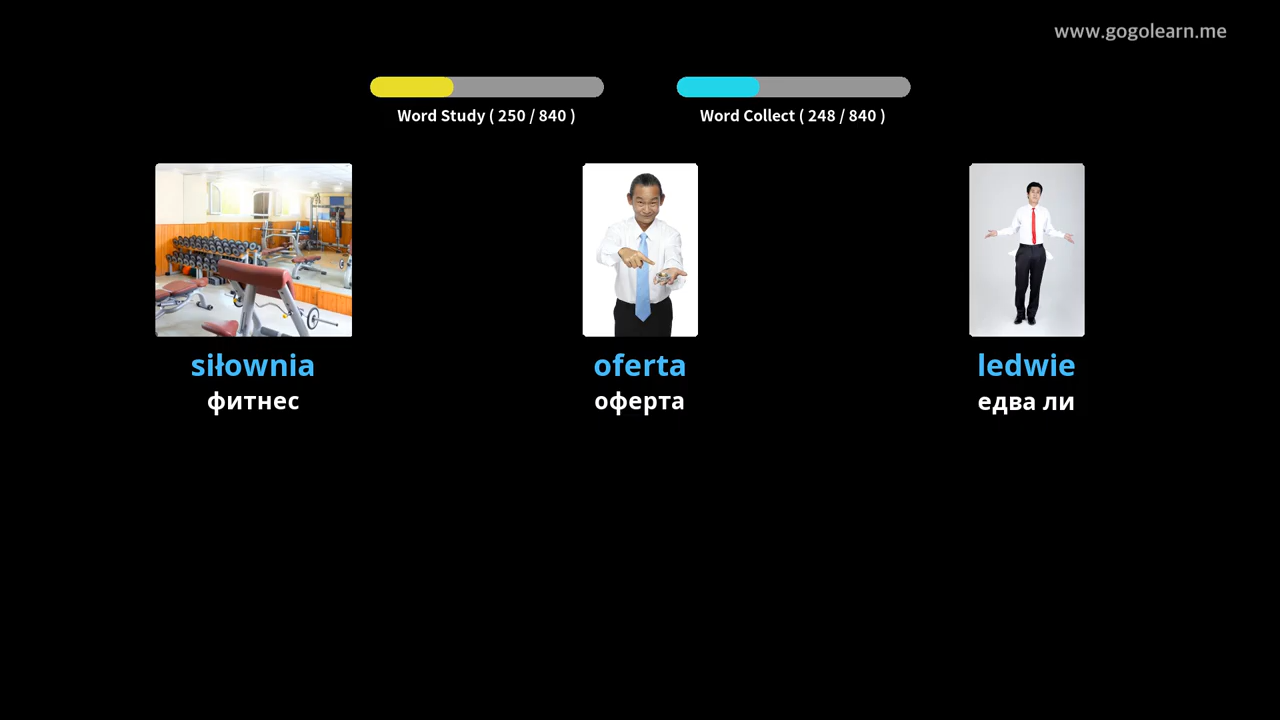 www.gogolearn.me
Word Study ( 250 / 840 )
Word Collect ( 248 / 840 )
siłownia
фитнес
oferta
оферта
ledwie
едва ли